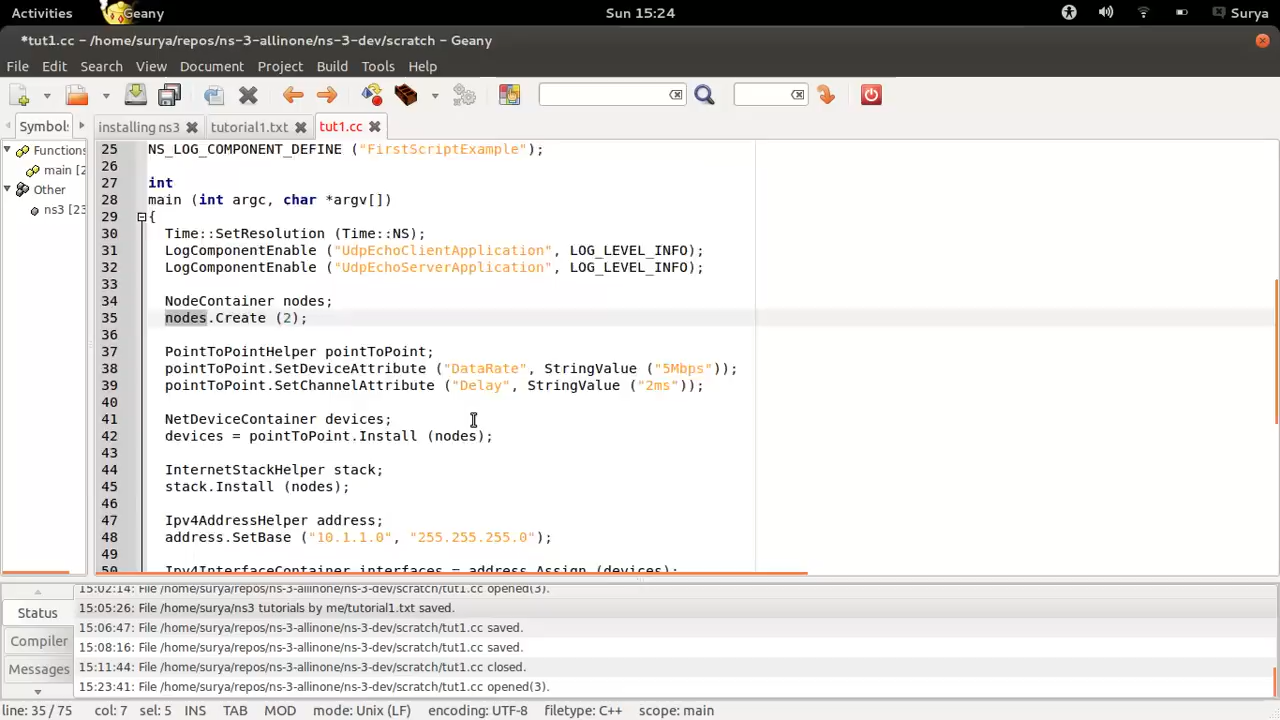 Activities Geany Sun 15:24 Surya
*tut1.cc – /home/surya/repos/ns-3-allinone/ns-3-dev/scratch – Geany
File Edit Search View Document Project Build Tools Help
Symbols installing ns3 tutorial1.txt tut1.cc
Functions
main [2
Other
ns3 [23
25 NS_LOG_COMPONENT_DEFINE ("FirstScriptExample");
26
27 int
28 main (int argc, char *argv[])
29 {
30 Time::SetResolution (Time::NS);
31 LogComponentEnable ("UdpEchoClientApplication", LOG_LEVEL_INFO);
32 LogComponentEnable ("UdpEchoServerApplication", LOG_LEVEL_INFO);
33
34 NodeContainer nodes;
35 nodes.Create (2);
36
37 PointToPointHelper pointToPoint;
38 pointToPoint.SetDeviceAttribute ("DataRate", StringValue ("5Mbps"));
39 pointToPoint.SetChannelAttribute ("Delay", StringValue ("2ms"));
40
41 NetDeviceContainer devices;
42 devices = pointToPoint.Install (nodes);
43
44 InternetStackHelper stack;
45 stack.Install (nodes);
46
47 Ipv4AddressHelper address;
48 address.SetBase ("10.1.1.0", "255.255.255.0");
49
50 Ipv4InterfaceContainer interfaces = address.Assign (devices);
Status
Compiler
Messages
15:02:14: File /home/surya/repos/ns-3-allinone/ns-3-dev/scratch/tut1.cc opened(3).
15:05:26: File /home/surya/ns3 tutorials by me/tutorial1.txt saved.
15:06:47: File /home/surya/repos/ns-3-allinone/ns-3-dev/scratch/tut1.cc saved.
15:08:16: File /home/surya/repos/ns-3-allinone/ns-3-dev/scratch/tut1.cc saved.
15:11:44: File /home/surya/repos/ns-3-allinone/ns-3-dev/scratch/tut1.cc closed.
15:23:41: File /home/surya/repos/ns-3-allinone/ns-3-dev/scratch/tut1.cc opened(3).
line: 35 / 75 col: 7 sel: 5 INS TAB MOD mode: Unix (LF) encoding: UTF-8 filetype: C++ scope: main